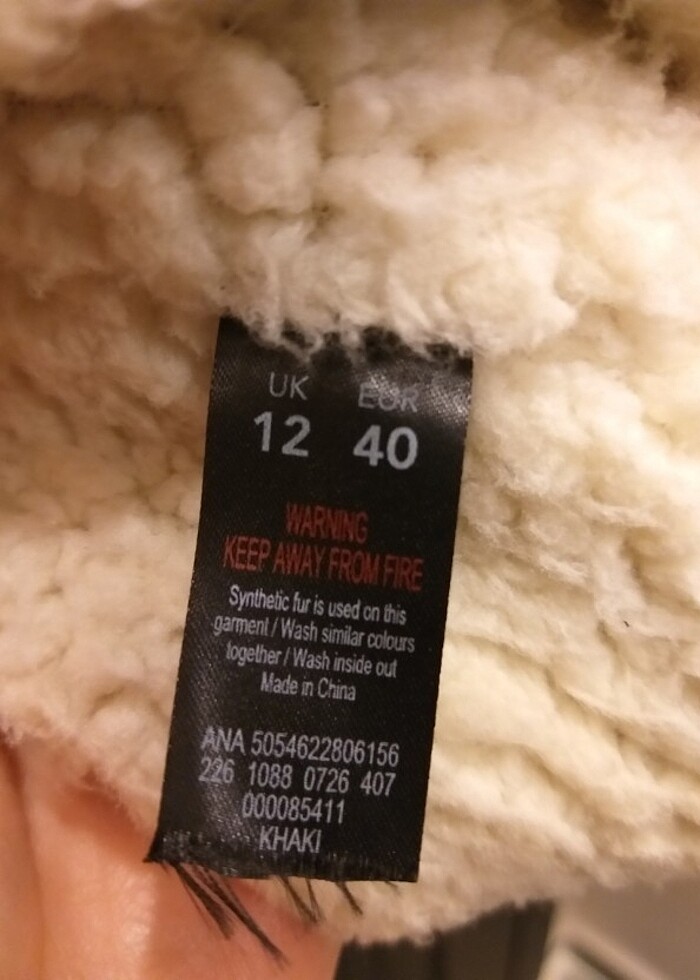 UK EUR
12 40
WARNING
KEEP AWAY FROM FIRE
Synthetic fur is used on this
garment / Wash similar colours
together / Wash inside out
Made in China
ANA 5054622806156
226 1088 0726 407
000085411
KHAKI